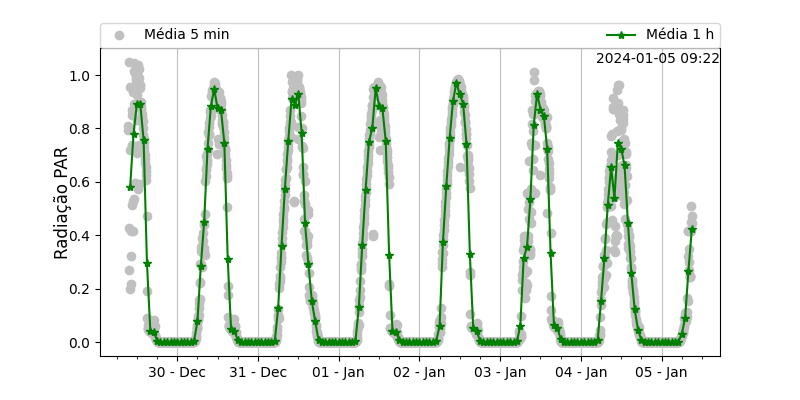 Média 5 min
Média 1 h
2024-01-05 09:22
Radiação PAR
1.0
0.8
0.6
0.4
0.2
0.0
30 - Dec
31 - Dec
01 - Jan
02 - Jan
03 - Jan
04 - Jan
05 - Jan